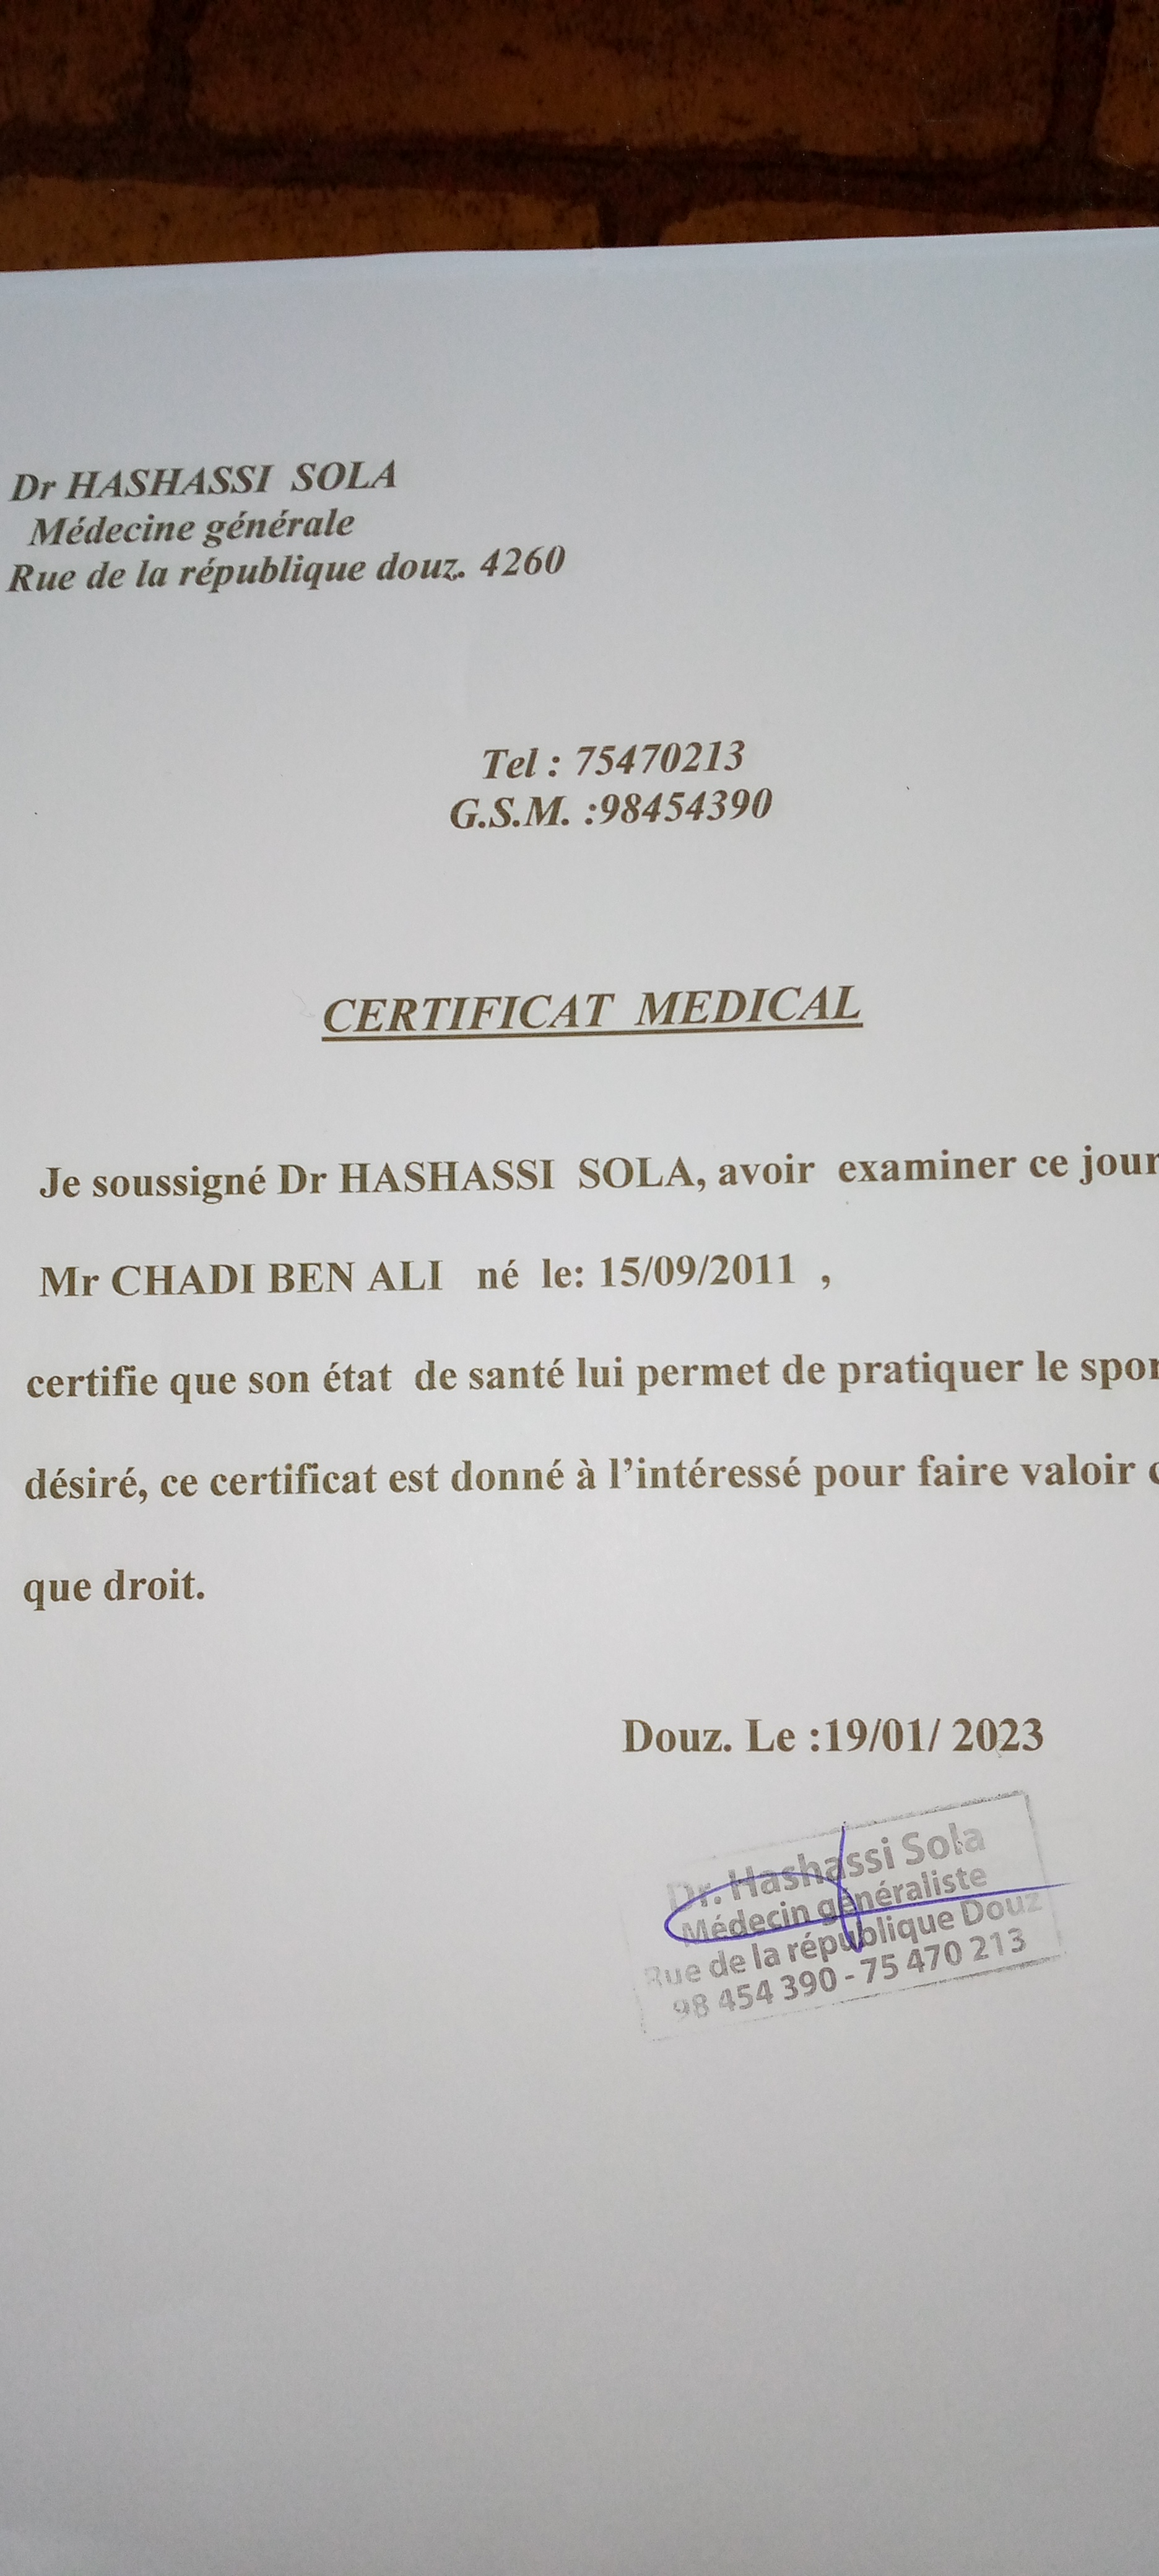 Dr HASHASSI SOLA
Médecine générale
Rue de la république douz. 4260
Tel : 75470213
G.S.M. :98454390
CERTIFICAT MEDICAL
Je soussigné Dr HASHASSI SOLA, avoir examiner ce jour
Mr CHADI BEN ALI né le: 15/09/2011 ,
certifie que son état de santé lui permet de pratiquer le spor
désiré, ce certificat est donné à l’intéressé pour faire valoir c
que droit.
Douz. Le :19/01/ 2023
Dr. Hashassi Sola
Médecin généraliste
Rue de la république Douz
98 454 390 - 75 470 213